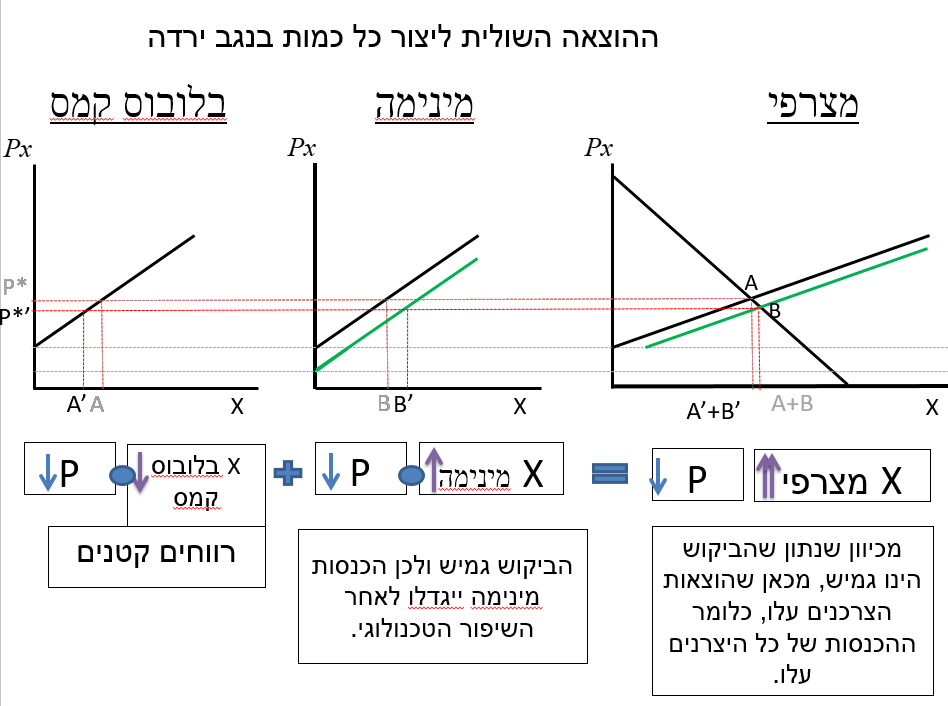 ההוצאה השולית ליצור כל כמות בנגב ירדה
מצרפי
מינימה
בלובוס קמס
Px
Px
Px
P*
P*’
A
B
A’ A
X
B B’
X
A’+B’
A+B
X
X מצרפי
P
X מינימה
P
X בלובוס
קמס
P
מכיוון שנתון שהביקוש
הינו גמיש, מכאן שהוצאות
הצרכנים עלו, כלומר
ההכנסות של כל היצרנים
עלו.
הביקוש גמיש ולכן הכנסות
מינימה ייגדלו לאחר
השיפור הטכנולוגי.
רווחים קטנים